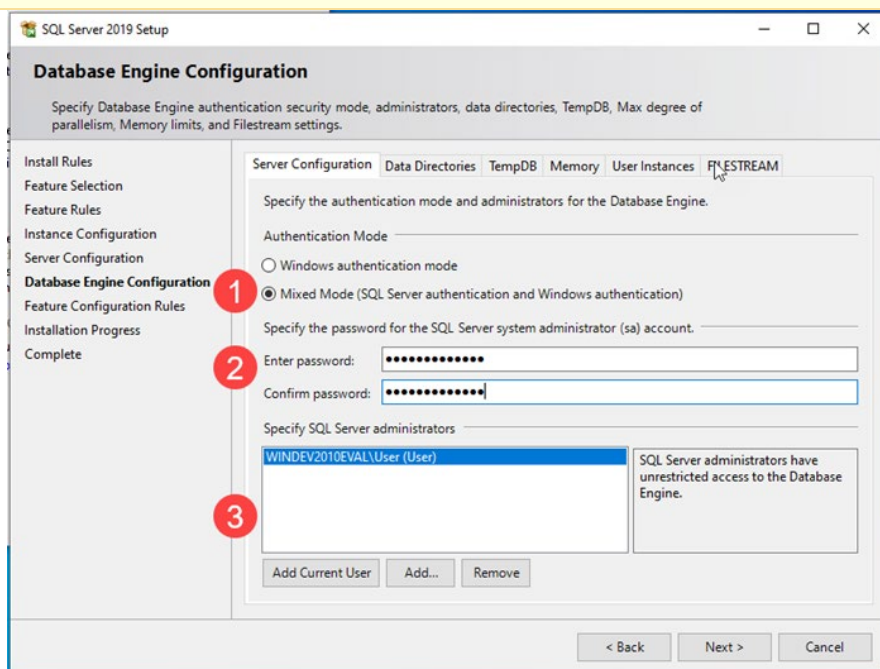 SQL Server 2019 Setup
Database Engine Configuration
Specify Database Engine authentication security mode, administrators, data directories, TempDB, Max degree of
parallelism, Memory limits, and Filestream settings.
Install Rules
Feature Selection
Feature Rules
Instance Configuration
Server Configuration
Database Engine Configuration
Feature Configuration Rules
Installation Progress
Complete
Server Configuration Data Directories TempDB Memory User Instances FILESTREAM
Specify the authentication mode and administrators for the Database Engine.
Authentication Mode
Windows authentication mode
1
Mixed Mode (SQL Server authentication and Windows authentication)
Specify the password for the SQL Server system administrator (sa) account.
2
Enter password: •••••••••••••
Confirm password: •••••••••••••
Specify SQL Server administrators
WINDEV2010EVAL\User (User)
3
SQL Server administrators have
unrestricted access to the Database
Engine.
Add Current User Add... Remove
< Back Next > Cancel